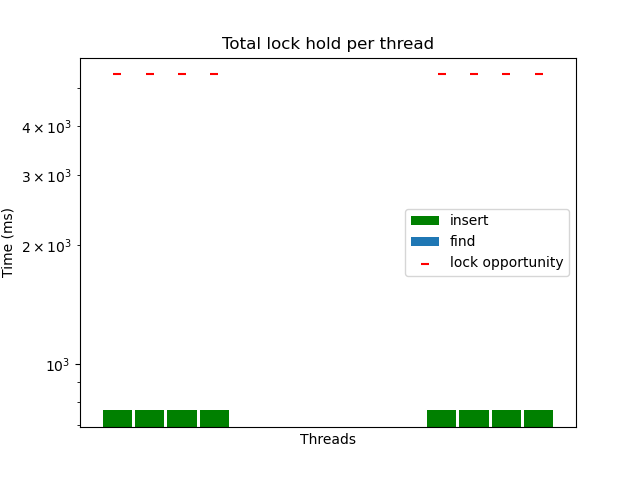 Total lock hold per thread
Time (ms)
4 × 10³
3 × 10³
2 × 10³
10³
insert
find
lock opportunity
Threads